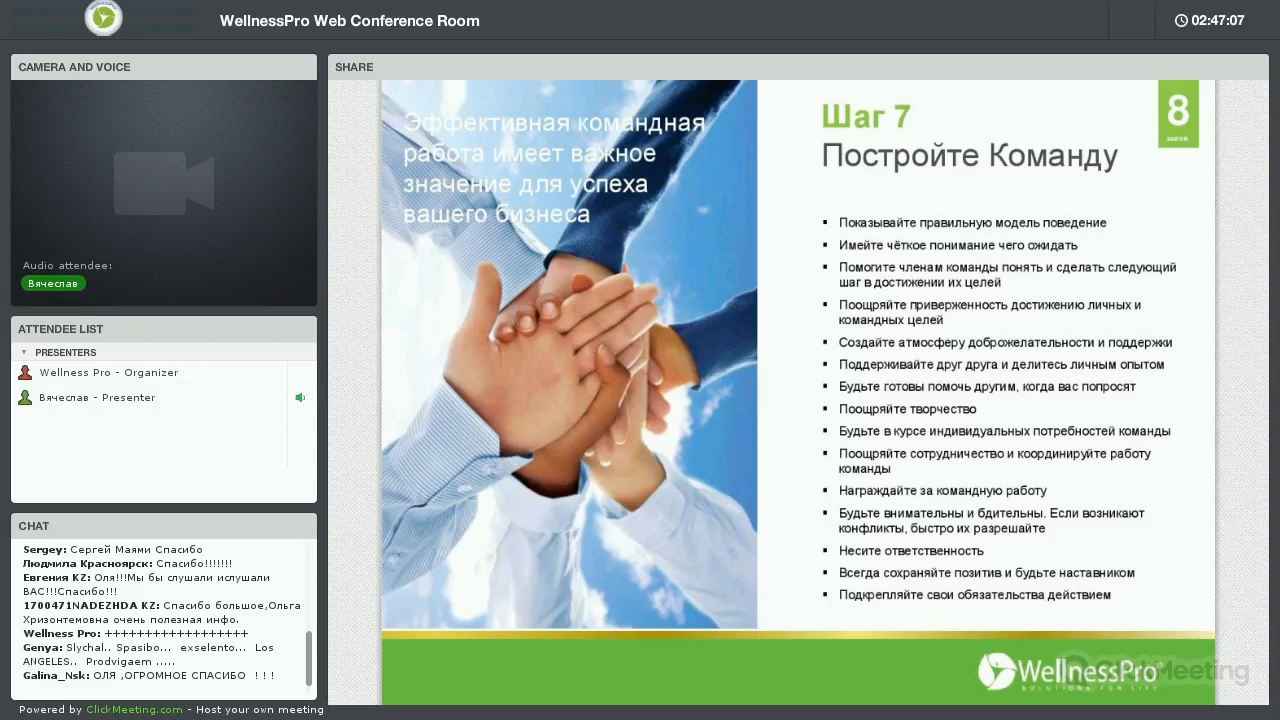 WellnessPro Web Conference Room
02:47:07
CAMERA AND VOICE
Audio attendee:
Вячеслав
ATTENDEE LIST
PRESENTERS
Wellness Pro - Organizer
Вячеслав - Presenter
CHAT
Sergey: Сергей Маями Спасибо
Людмила Красноярск: Спасибо!!!!!!!
Евгения KZ: Оля!!!Мы бы слушали ислушали
ВАС!!!Спасибо!!!
1700471NADEZHDA KZ: Спасибо большое,Ольга
Хризонтемовна очень полезная инфо.
Wellness Pro: ++++++++++++++++++
Genya: Slychal , Spasibo... exselento... Los
ANGELS... Prodvigaem ....
Galina_Nsk: ОЛЯ ,ОГРОМНОЕ СПАСИБО
Powered by ClickMeeting.com - Host your own meeting
SHARE
Эффективная командная
работа имеет важное
значение для успеха
вашего бизнеса
Шаг 7
Постройте Команду
8
шагов
▪ Показывайте правильную модель поведение
▪ Имейте чёткое понимание чего ожидать
▪ Помогите членам команды понять и сделать следующий
шаг в достижении их целей
▪ Поощряйте приверженность достижению личных и
командных целей
▪ Создайте атмосферу доброжелательности и поддержки
▪ Поддерживайте друг друга и делитесь личным опытом
▪ Будьте готовы помочь другим, когда вас попросят
▪ Поощряйте творчество
▪ Будьте в курсе индивидуальных потребностей команды
▪ Поощряйте сотрудничество и координируйте работу
команды
▪ Награждайте за командную работу
▪ Будьте внимательны и бдительны. Если возникают
конфликты, быстро их разрешайте
▪ Несите ответственность
▪ Всегда сохраняйте позитив и будьте наставником
▪ Подкрепляйте свои обязательства действием
WellnessPro
SOLUTIONS FOR LIFE